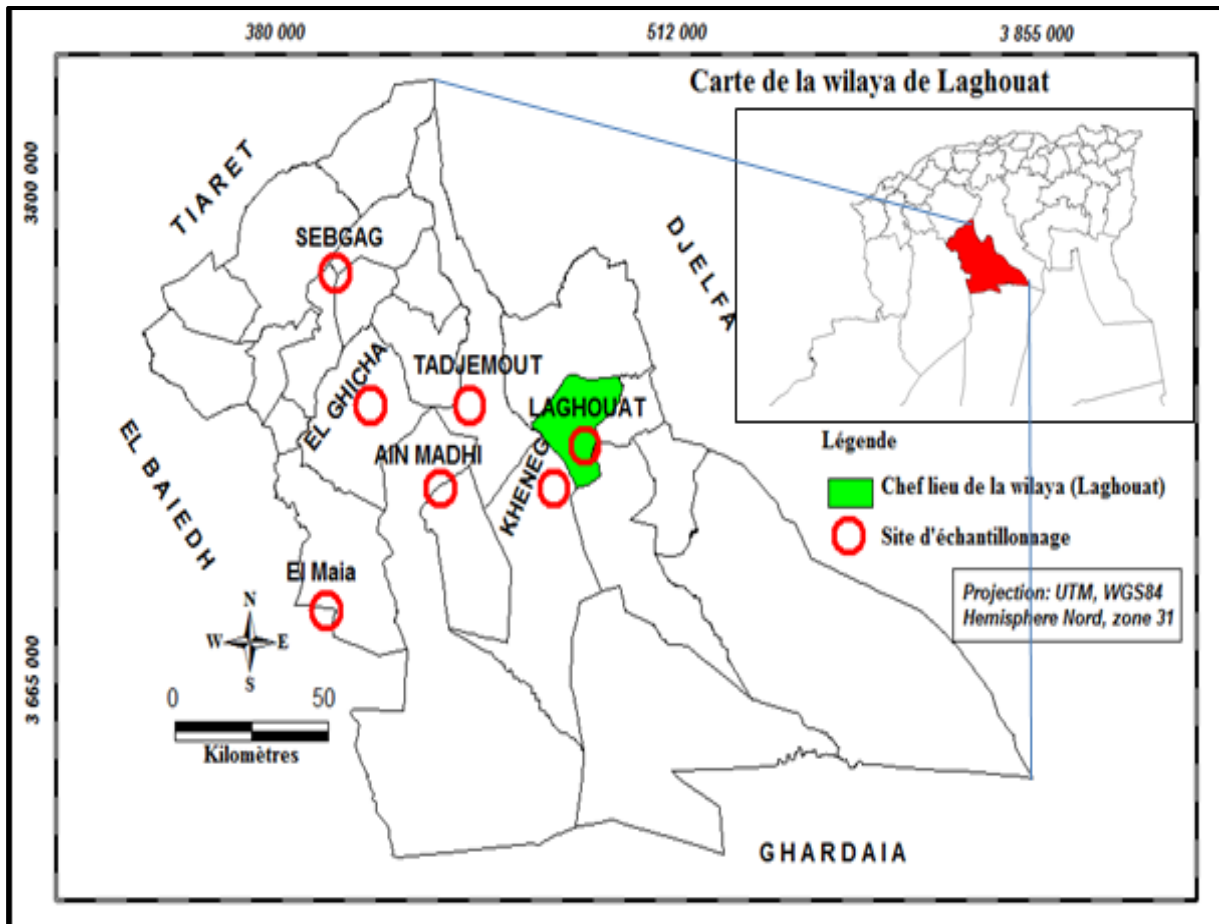 380 000
512 000
3 855 000
Carte de la wilaya de Laghouat
3800 000
TIARET
SEBGAG
DJELFA
EL GHICHA
TADJEMOUT
LAGHOUAT
EL BAIEDH
AIN MADHI
KHENEG
Légende
Chef lieu de la wilaya (Laghouat)
Site d'échantillonnage
El Maia
Projection: UTM, WGS84
Hemisphere Nord, zone 31
N
W
E
S
3 665 000
0
50
Kilomètres
GHARDAIA